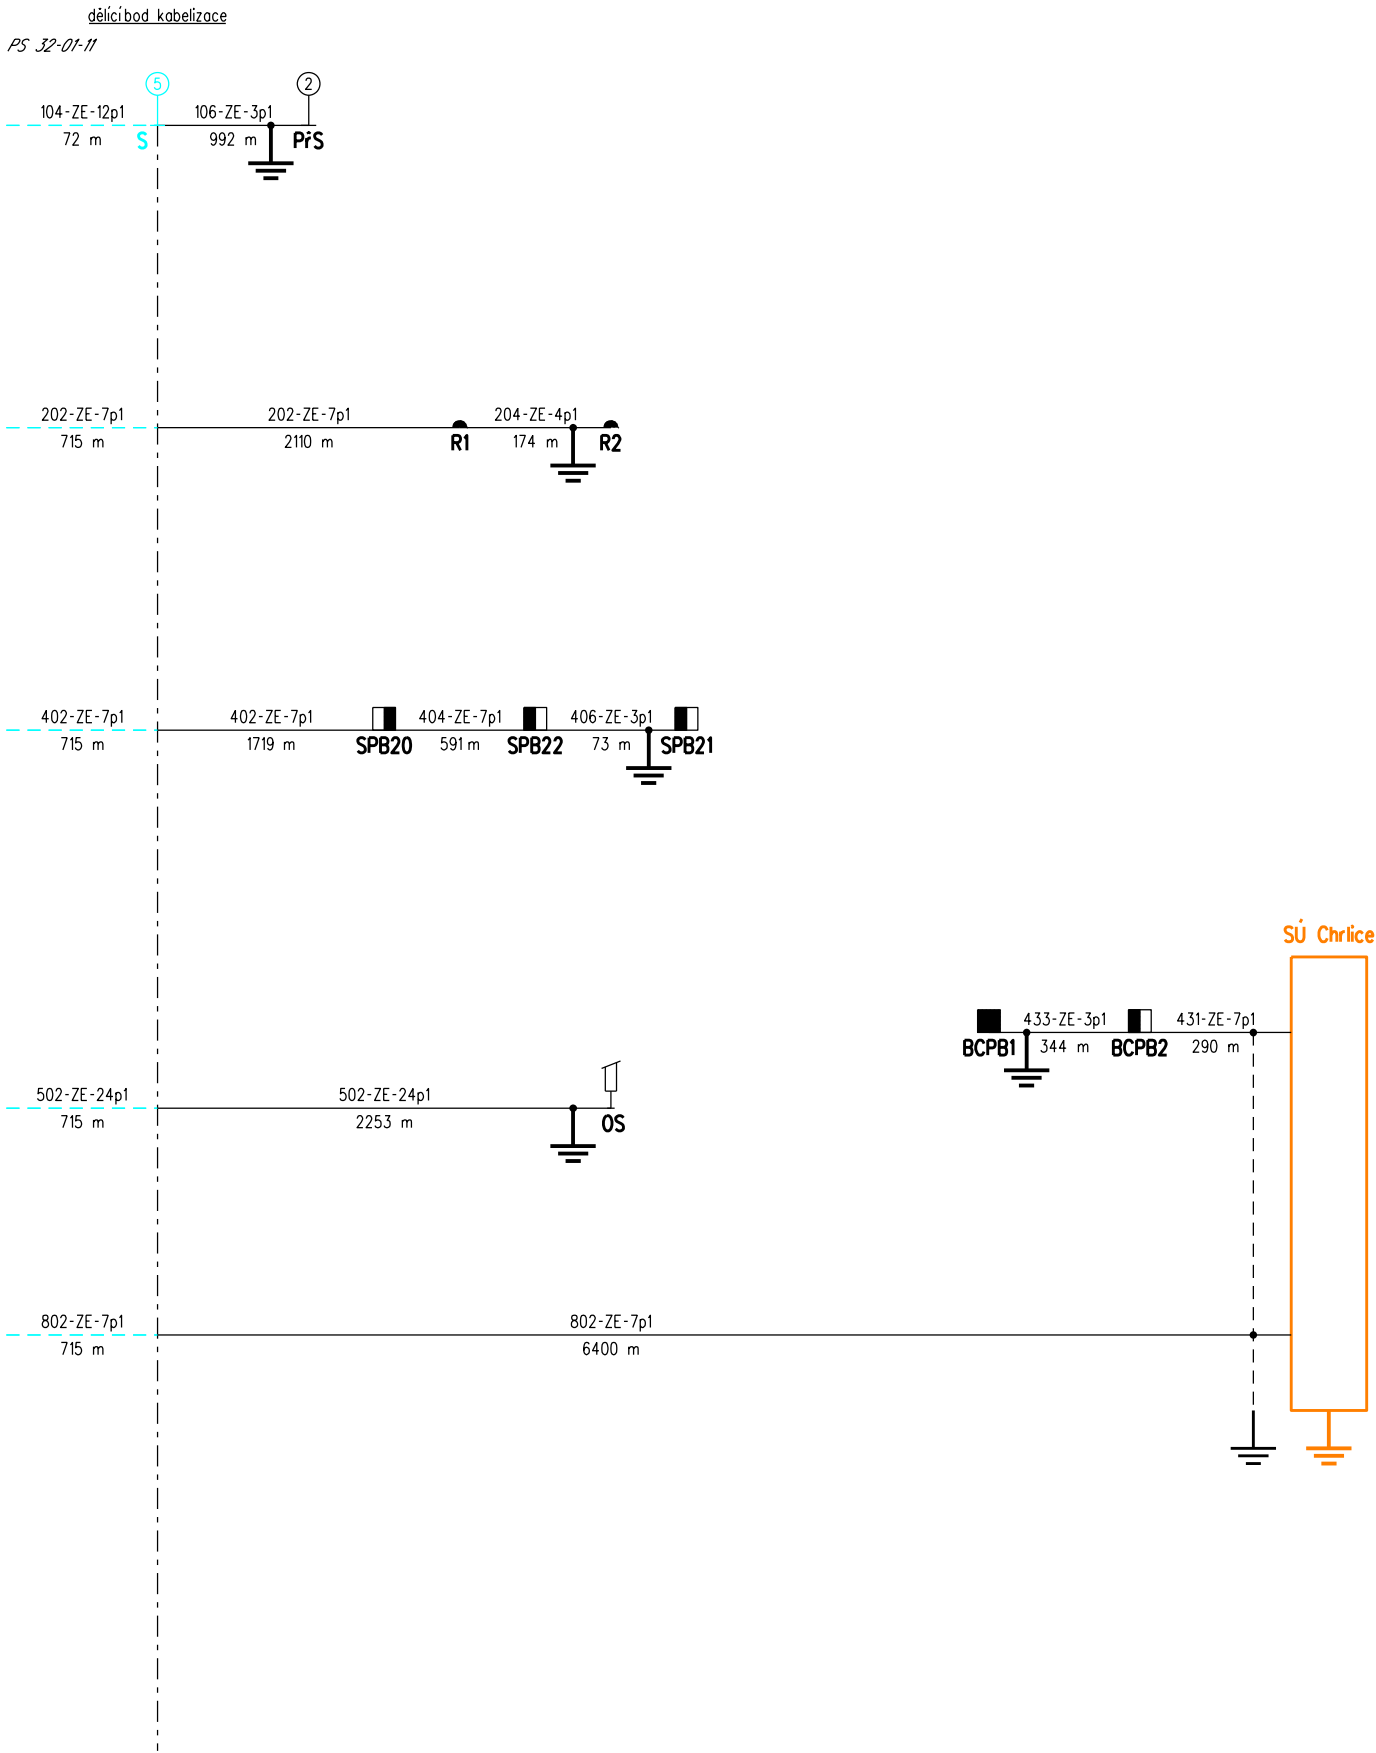 dělící bod kabelizace
PS 32-01-11
5
2
104-ZE-12p1
106-ZE-3p1
72 m
S
992 m
PřS
202-ZE-7p1
202-ZE-7p1
204-ZE-4p1
715 m
2110 m
R1
174 m
R2
402-ZE-7p1
402-ZE-7p1
404-ZE-7p1
406-ZE-3p1
715 m
1719 m
SPB20
591 m
SPB22
73 m
SPB21
SÚ Chrlice
433-ZE-3p1
431-ZE-7p1
BCPB1
344 m
BCPB2
290 m
502-ZE-24p1
502-ZE-24p1
715 m
2253 m
OS
802-ZE-7p1
802-ZE-7p1
715 m
6400 m